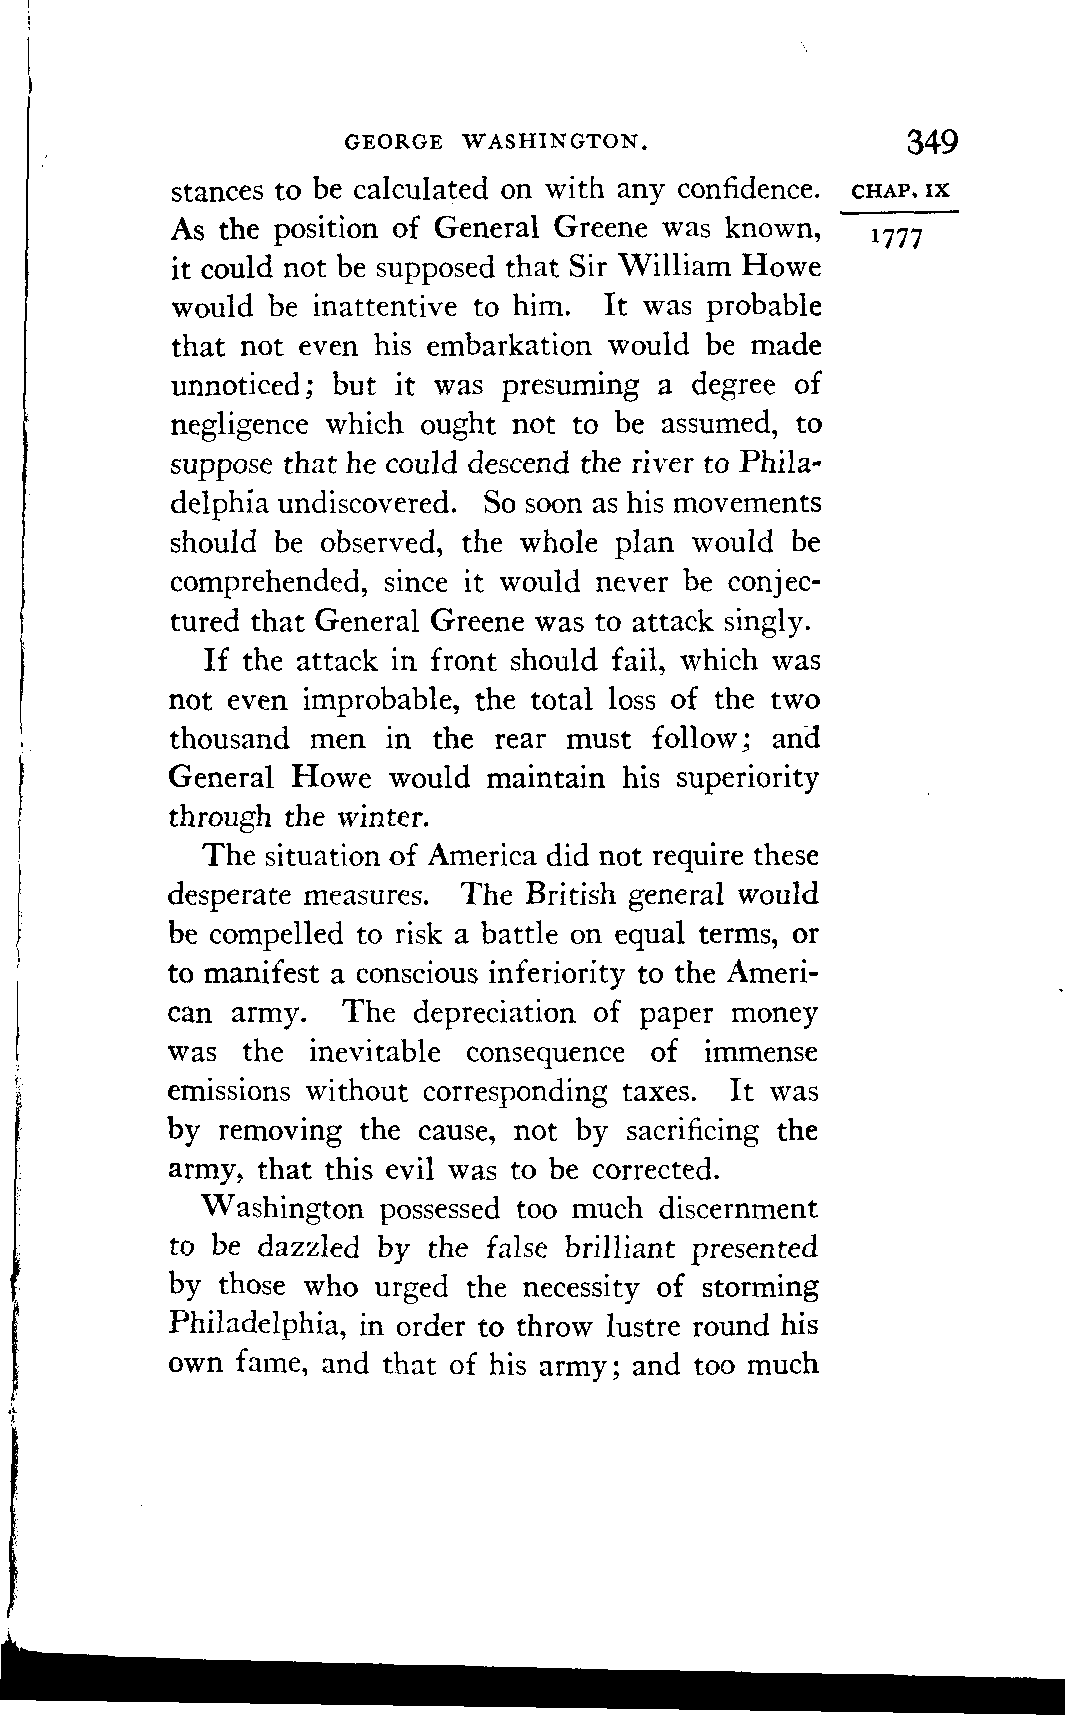 GEORGE WASHINGTON. 349
stances to be calculated on with any confidence. CHAP. IX
As the position of General Greene was known, 1777
it could not be supposed that Sir William Howe
would be inattentive to him. It was probable
that not even his embarkation would be made
unnoticed; but it was presuming a degree of
negligence which ought not to be assumed, to
suppose that he could descend the river to Phila-
delphia undiscovered. So soon as his movements
should be observed, the whole plan would be
comprehended, since it would never be conjec-
tured that General Greene was to attack singly.
If the attack in front should fail, which was
not even improbable, the total loss of the two
thousand men in the rear must follow; and
General Howe would maintain his superiority
through the winter.
The situation of America did not require these
desperate measures. The British general would
be compelled to risk a battle on equal terms, or
to manifest a conscious inferiority to the Ameri-
can army. The depreciation of paper money
was the inevitable consequence of immense
emissions without corresponding taxes. It was
by removing the cause, not by sacrificing the
army, that this evil was to be corrected.
Washington possessed too much discernment
to be dazzled by the false brilliant presented
by those who urged the necessity of storming
Philadelphia, in order to throw lustre round his
own fame, and that of his army; and too much